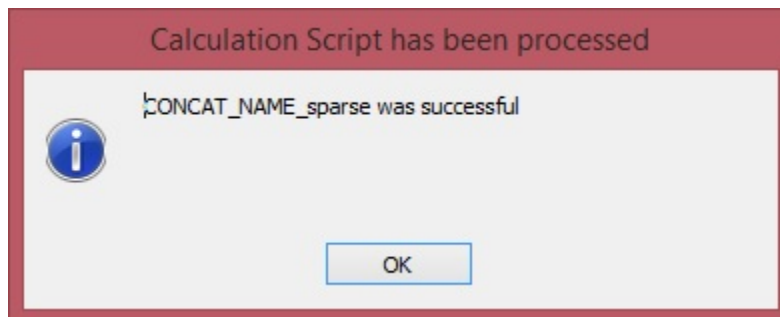 Calculation Script has been processed
CONCAT_NAME_sparse was successful
OK